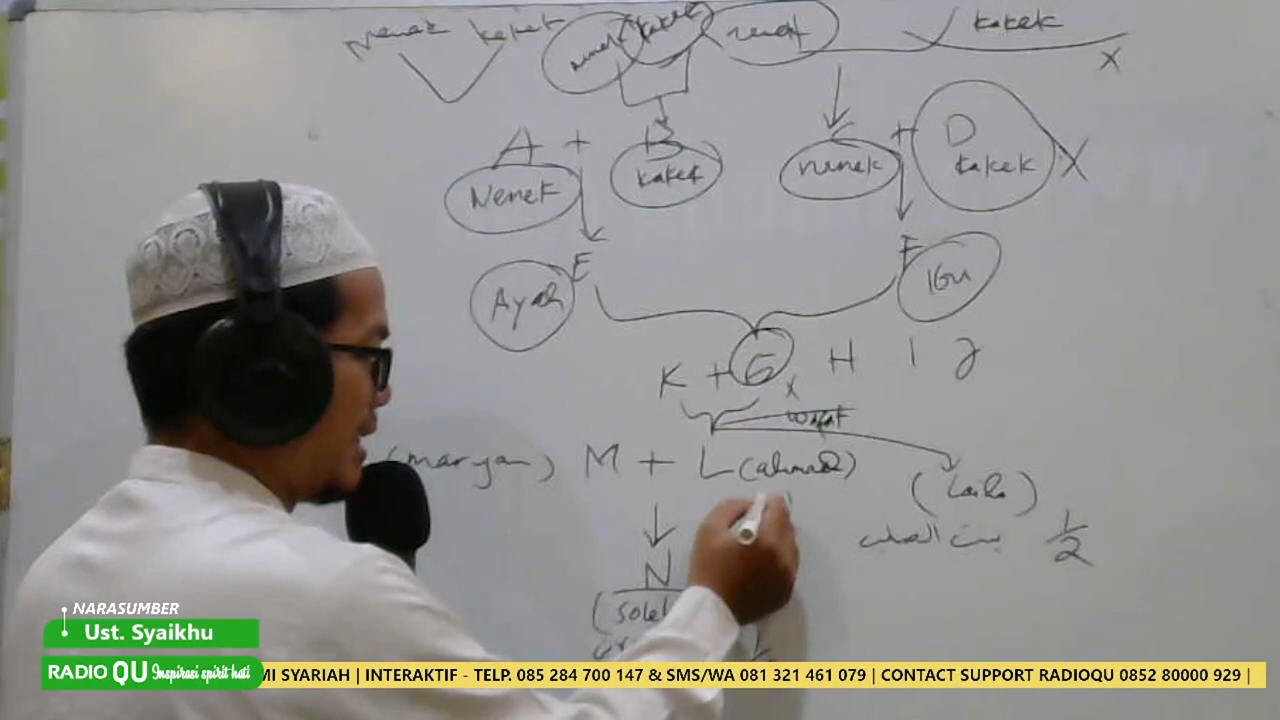 Nenek kakek nenek kakek nenek kakek
X
A + B C + D
Nenek kakek nenek kakek X
E F
Ayah Ibu
K + G H I J
X
wafat
(maryam) M + L (ahmad) (Laila)
بنت الصلب 1/2
N
(soleh
NARASUMBER
Ust. Syaikhu
RADIO QU Inspirasi spirit hati
MI SYARIAH | INTERAKTIF - TELP. 085 284 700 147 & SMS/WA 081 321 461 079 | CONTACT SUPPORT RADIOQU 0852 80000 929 |